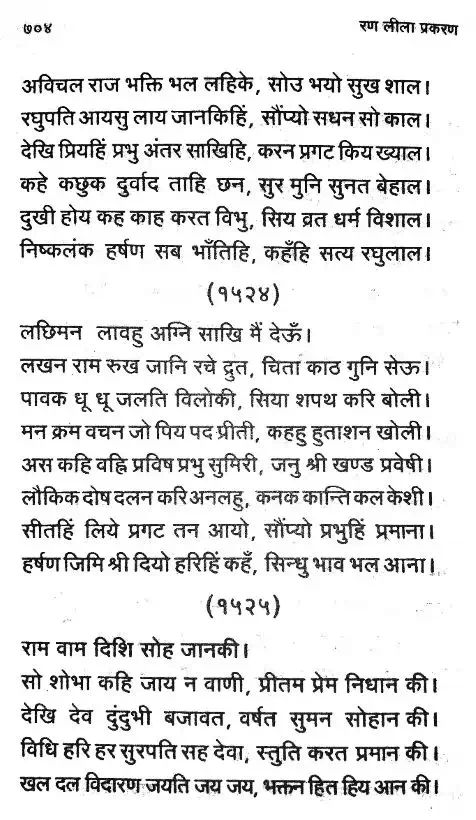 ७०४
रण लीला प्रकरण
अविचल राज भक्ति भल लहिके, सोउ भयो सुख शाल।
रघुपति आयसु लाय जानकिहिं, सौंप्यो सधन सो काल।
देखि प्रियहिं प्रभु अंतर साखिहि, करन प्रगट किय ख्याल।
कहे कछुक दुर्वाद ताहि छन, सुर मुनि सुनत बेहाल।
दुखी होय कह काह करत विभु, सिय व्रत धर्म विशाल।
निष्कलंक हर्षण सब भाँतिहि, कहँहि सत्य रघुलाल।
(१५२४)
लछिमन लावहु अग्नि साखि मैं देऊँ।
लखन राम रुख जानि रचे द्रुत, चिता काठ गुनि सेऊ।
पावक धू धू जलति विलोकी, सिया शपथ करि बोली।
मन क्रम वचन जो पिय पद प्रीती, कहहु हुताशन खोली।
अस कहि वह्नि प्रविष प्रभु सुमिरी, जनु श्री खण्ड प्रवेषी।
लौकिक दोष दलन करि अनलहु, कनक कान्ति कल केशी।
सीतहिं लिये प्रगट तन आयो, सौंप्यो प्रभुहिं प्रमाना।
हर्षण जिमि श्री दियो हरिहिं कहँ, सिन्धु भाव भल आना।
(१५२५)
राम वाम दिशि सोह जानकी।
सो शोभा कहि जाय न वाणी, प्रीतम प्रेम निधान की।
देखि देव दुंदुभी बजावत, वर्षत सुमन सोहान की।
विधि हरि हर सुरपति सह देवा, स्तुति करत प्रमान की।
खल दल विदारण जयति जय जय, भक्तन हित हिय आन की।